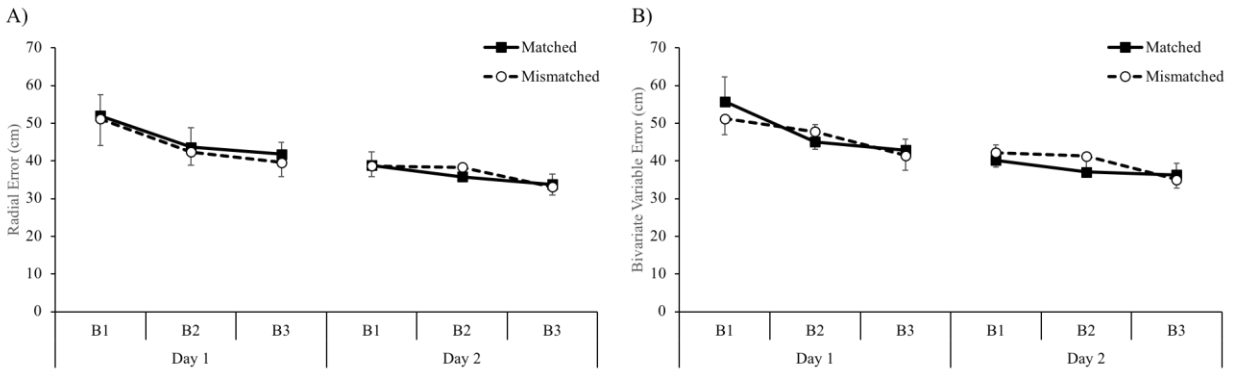 A)
Radial Error (cm)
70
60
50
40
30
20
10
0
Matched
Mismatched
B1 B2 B3 B1 B2 B3
Day 1 Day 2
B)
Bivariate Variable Error (cm)
70
60
50
40
30
20
10
0
Matched
Mismatched
B1 B2 B3 B1 B2 B3
Day 1 Day 2